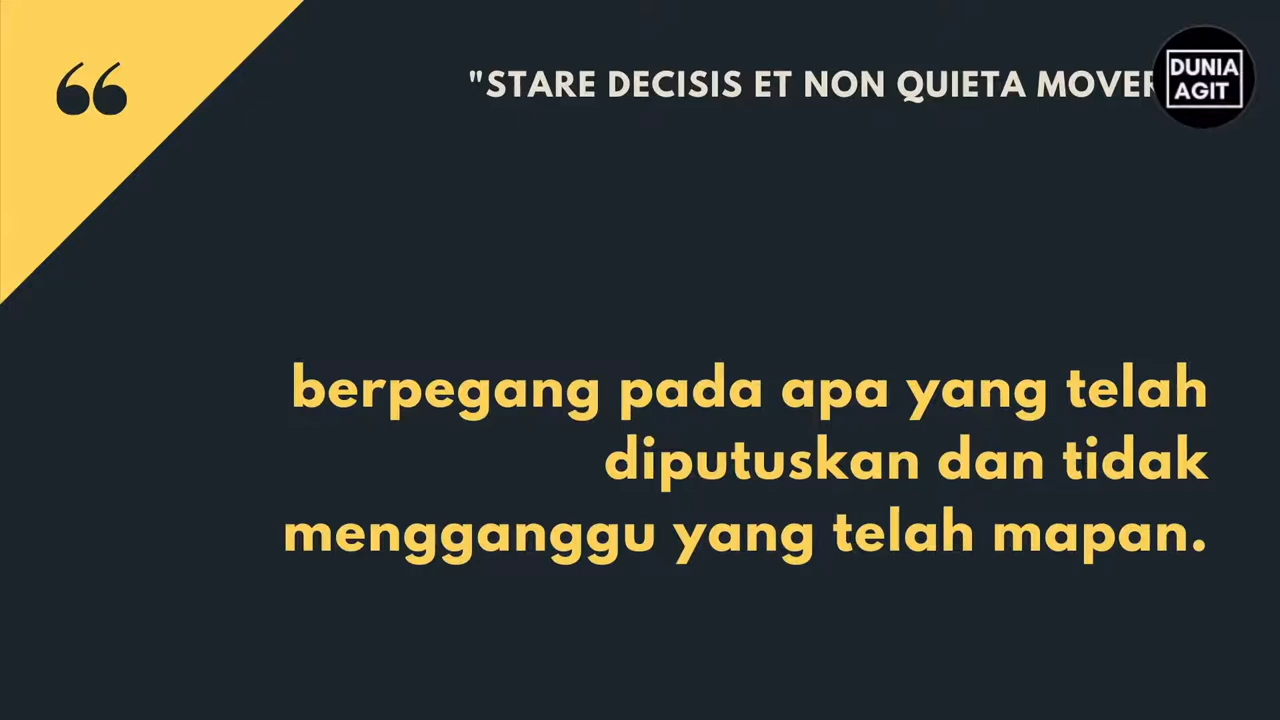 "STARE DECISIS ET NON QUIETA
DUNIA
AGIT
berpegang pada apa yang telah
diputuskan dan tidak
mengganggu yang telah mapan.